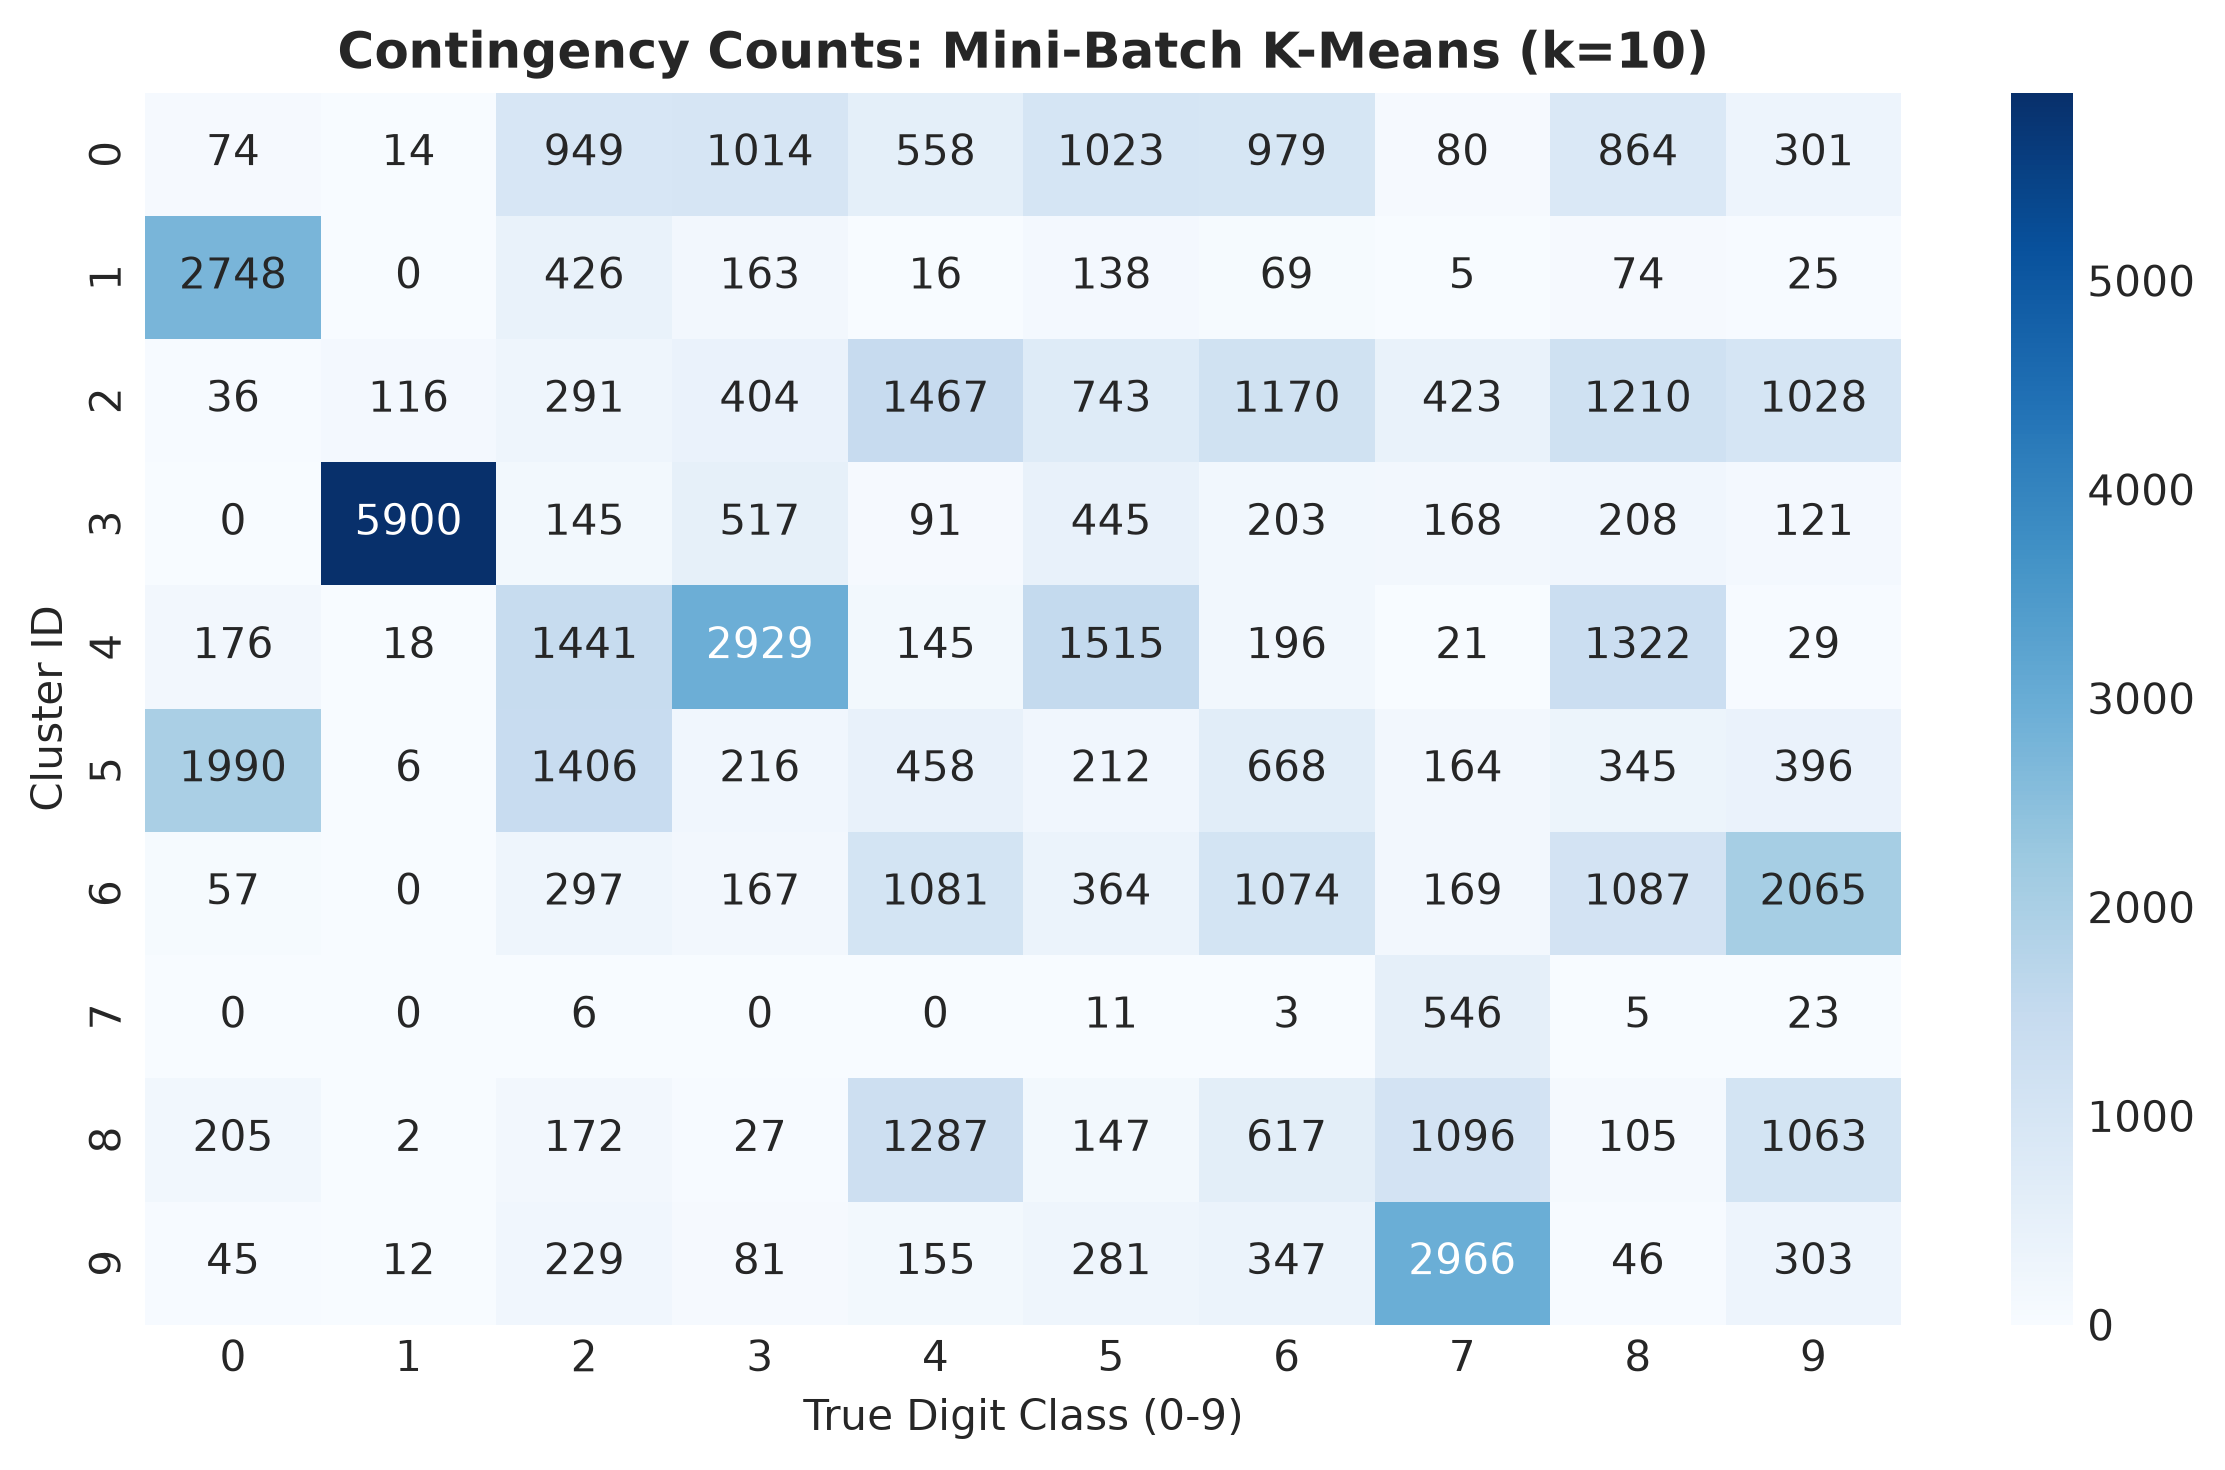 Contingency Counts: Mini-Batch K-Means (k=10)
0 74 14 949 1014 558 1023 979 80 864 301
1 2748 0 426 163 16 138 69 5 74 25
2 36 116 291 404 1467 743 1170 423 1210 1028
3 0 5900 145 517 91 445 203 168 208 121
4 176 18 1441 2929 145 1515 196 21 1322 29
5 1990 6 1406 216 458 212 668 164 345 396
6 57 0 297 167 1081 364 1074 169 1087 2065
7 0 0 6 0 0 11 3 546 5 23
8 205 2 172 27 1287 147 617 1096 105 1063
9 45 12 229 81 155 281 347 2966 46 303
0 1 2 3 4 5 6 7 8 9
True Digit Class (0-9)
Cluster ID
5000
4000
3000
2000
1000
0